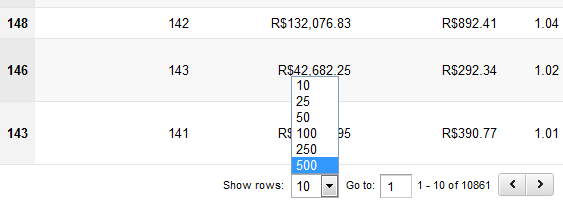 148 142 R$132,076.83 R$892.41 1.04
146 143 R$42,682.25 R$292.34 1.02
10
25
50
143 141 R$ 100 95 R$390.77 1.01
250
500
Show rows: 10 Go to: 1 1 - 10 of 10861